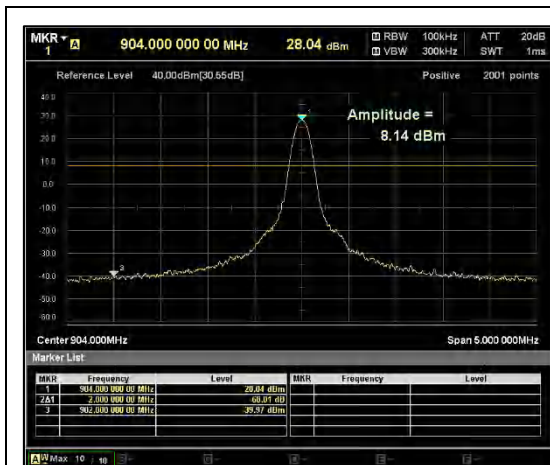 MKR 1 A 904.000 000 00 MHz 28.04 dBm RBW 100kHz ATT 20dB
VBW 300kHz SWT 1ms
Reference Level 40.00dBm[30.55dB] Positive 2001 points
40.0
30.0
20.0
10.0
0.0
-10.0
-20.0
-30.0
-40.0
-50.0
-60.0
1
Amplitude =
8.14 dBm
3
Center 904.000MHz Span 5.000 000MHz
Marker List
MKR Frequency Level MKR Frequency Level
1 904.000 000 00 MHz 28.04 dBm
2Δ1 2.000 000 00 MHz -68.01 dB
3 902.000 000 00 MHz -39.97 dBm
Max 10 / 10